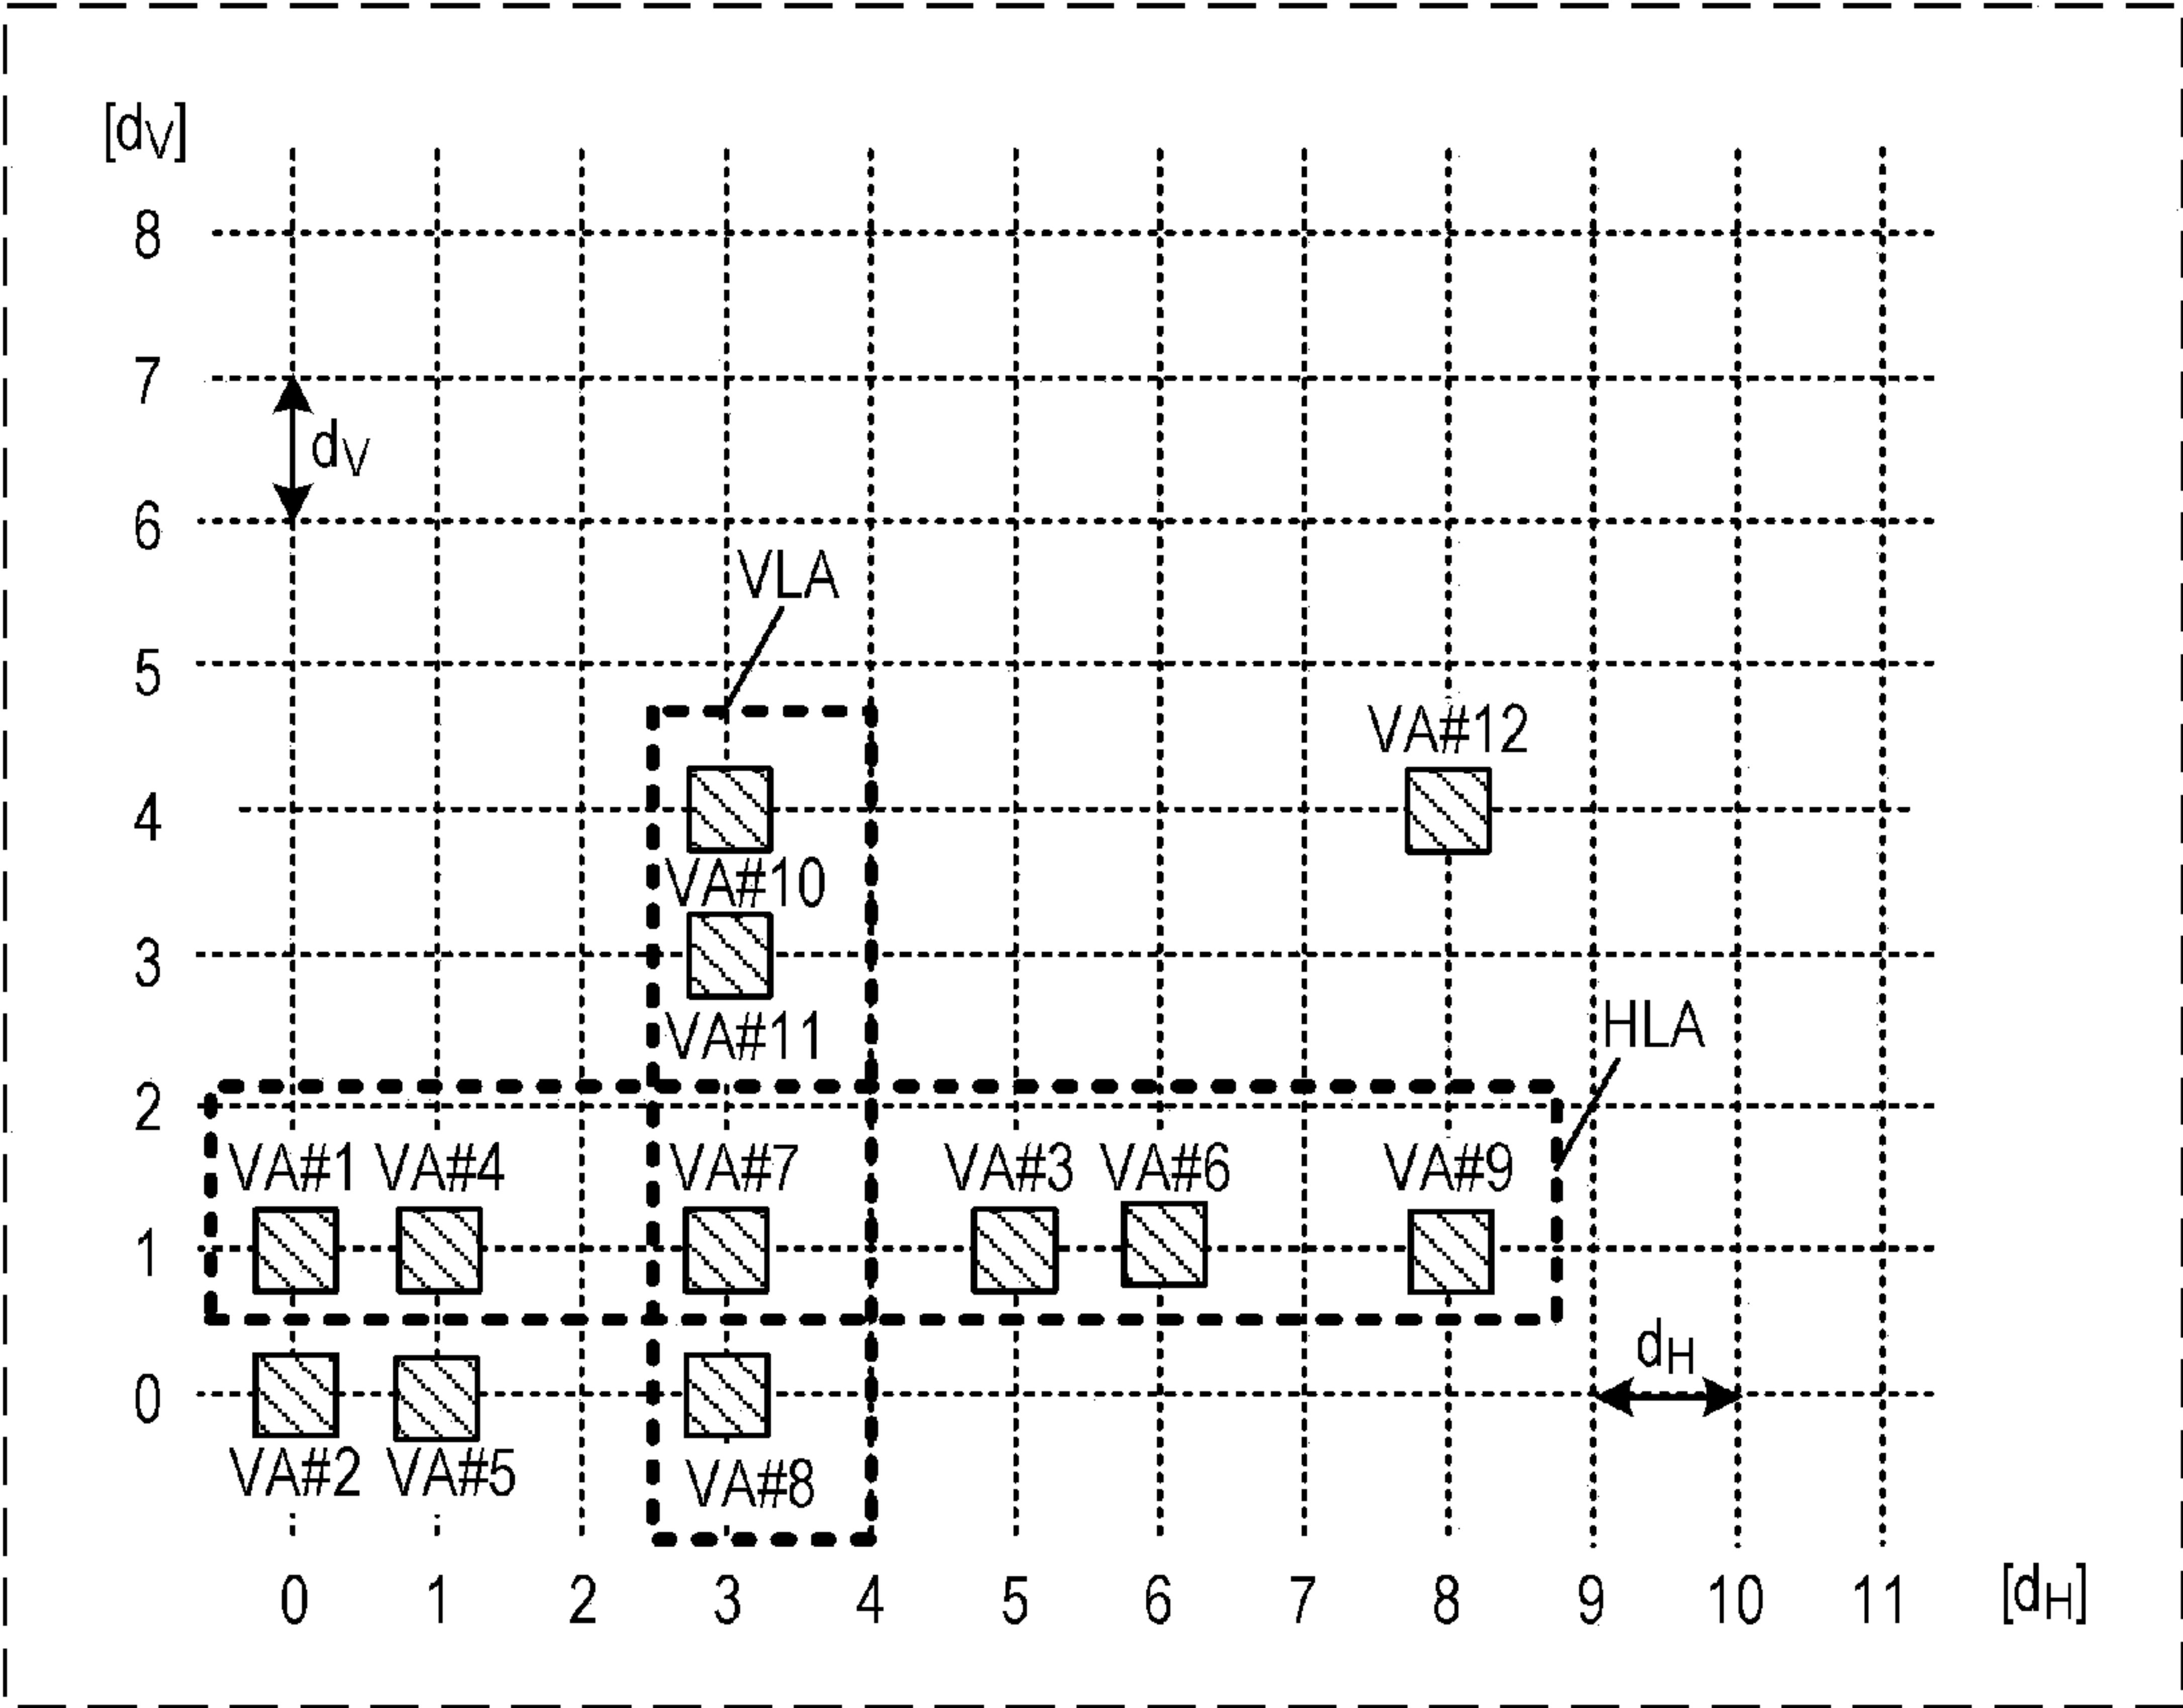 [dV]
8
7
dV
6
VLA
5
VA#12
4
VA#10
3
HLA
VA#11
2
VA#1 VA#4 VA#7 VA#3 VA#6 VA#9
1
dH
0
VA#2 VA#5 VA#8
0 1 2 3 4 5 6 7 8 9 10 11 [dH]